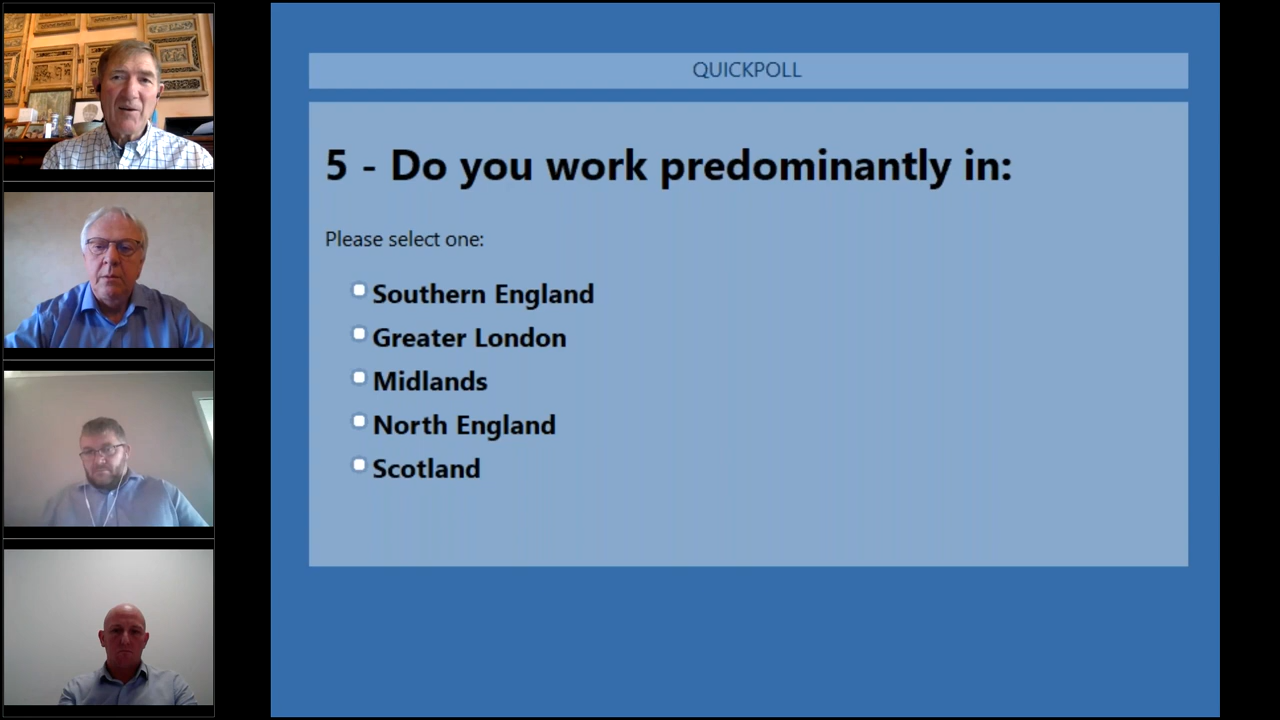 QUICKPOLL
5 - Do you work predominantly in:
Please select one:
Southern England
Greater London
Midlands
North England
Scotland